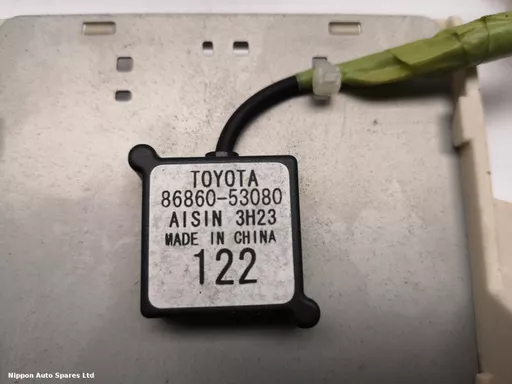 TOYOTA
86860-53080
AISIN 3H23
MADE IN CHINA
122
Nippon Auto Spares Ltd